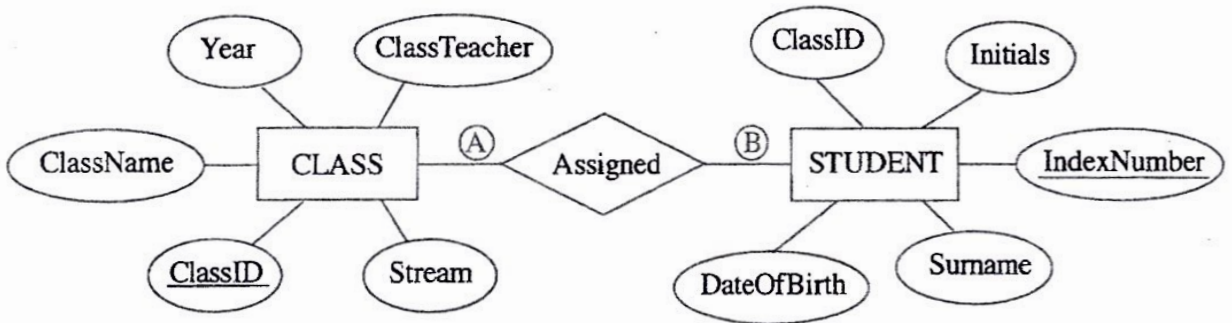 Year
ClassTeacher
ClassID
Initials
ClassName
CLASS
A
Assigned
B
STUDENT
IndexNumber
ClassID
Stream
DateOfBirth
Surname